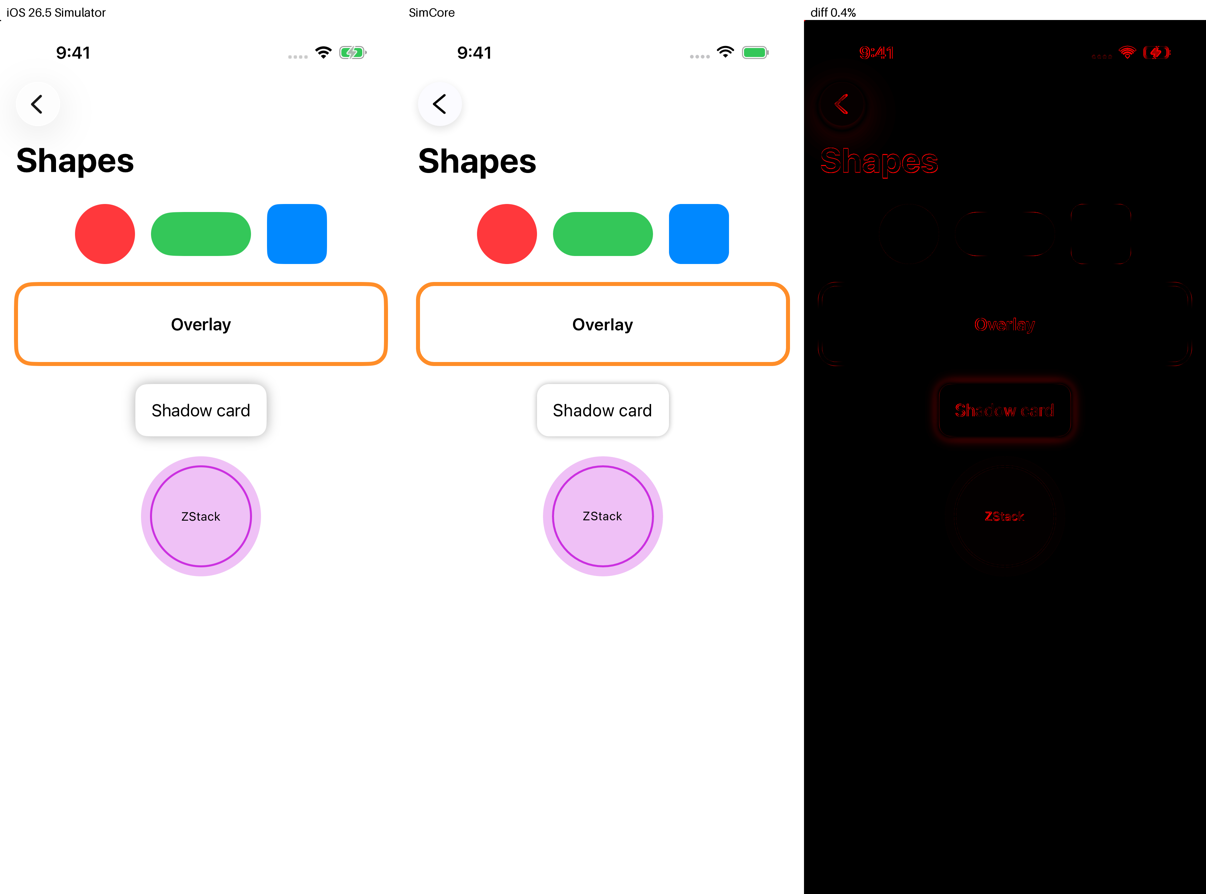 iOS 26.5 Simulator
SimCore
diff 0.4%
9:41
9:41
9:41
Shapes
Shapes
Shapes
Overlay
Overlay
Overlay
Shadow card
Shadow card
Shadow card
ZStack
ZStack
ZStack